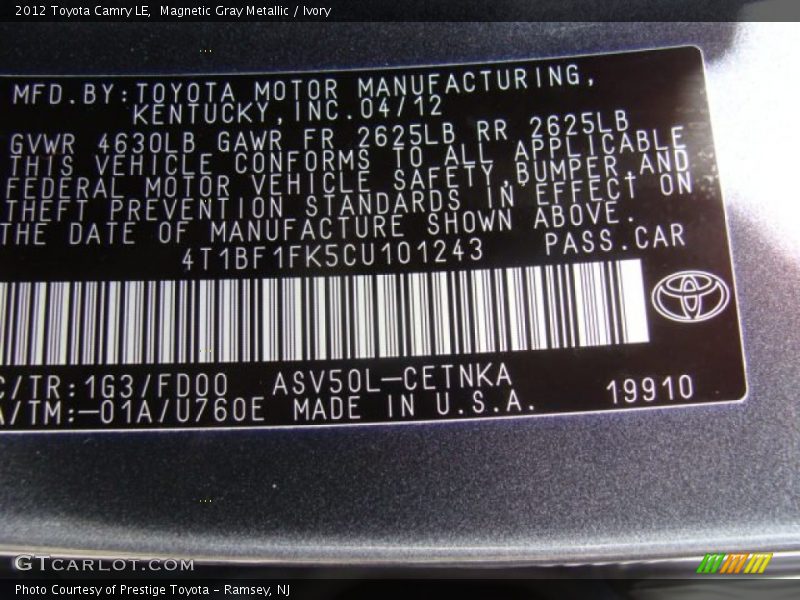 2012 Toyota Camry LE,  Magnetic Gray Metallic / Ivory
MFD.BY:TOYOTA MOTOR MANUFACTURING,
KENTUCKY,INC.04/12
GVWR 4630LB GAWR FR 2625LB RR 2625LB
THIS VEHICLE CONFORMS TO ALL APPLICABLE
FEDERAL MOTOR VEHICLE SAFETY,BUMPER,AND
THEFT PREVENTION STANDARDS IN EFFECT ON
THE DATE OF MANUFACTURE SHOWN ABOVE.
4T1BF1FK5CU101243 PASS.CAR
C/TR:1G3/FD00 ASV50L-CETNKA
A/TM:-01A/U760E MADE IN U.S.A. 19910
GTCARLOT.COM
Photo Courtesy of Prestige Toyota - Ramsey, NJ